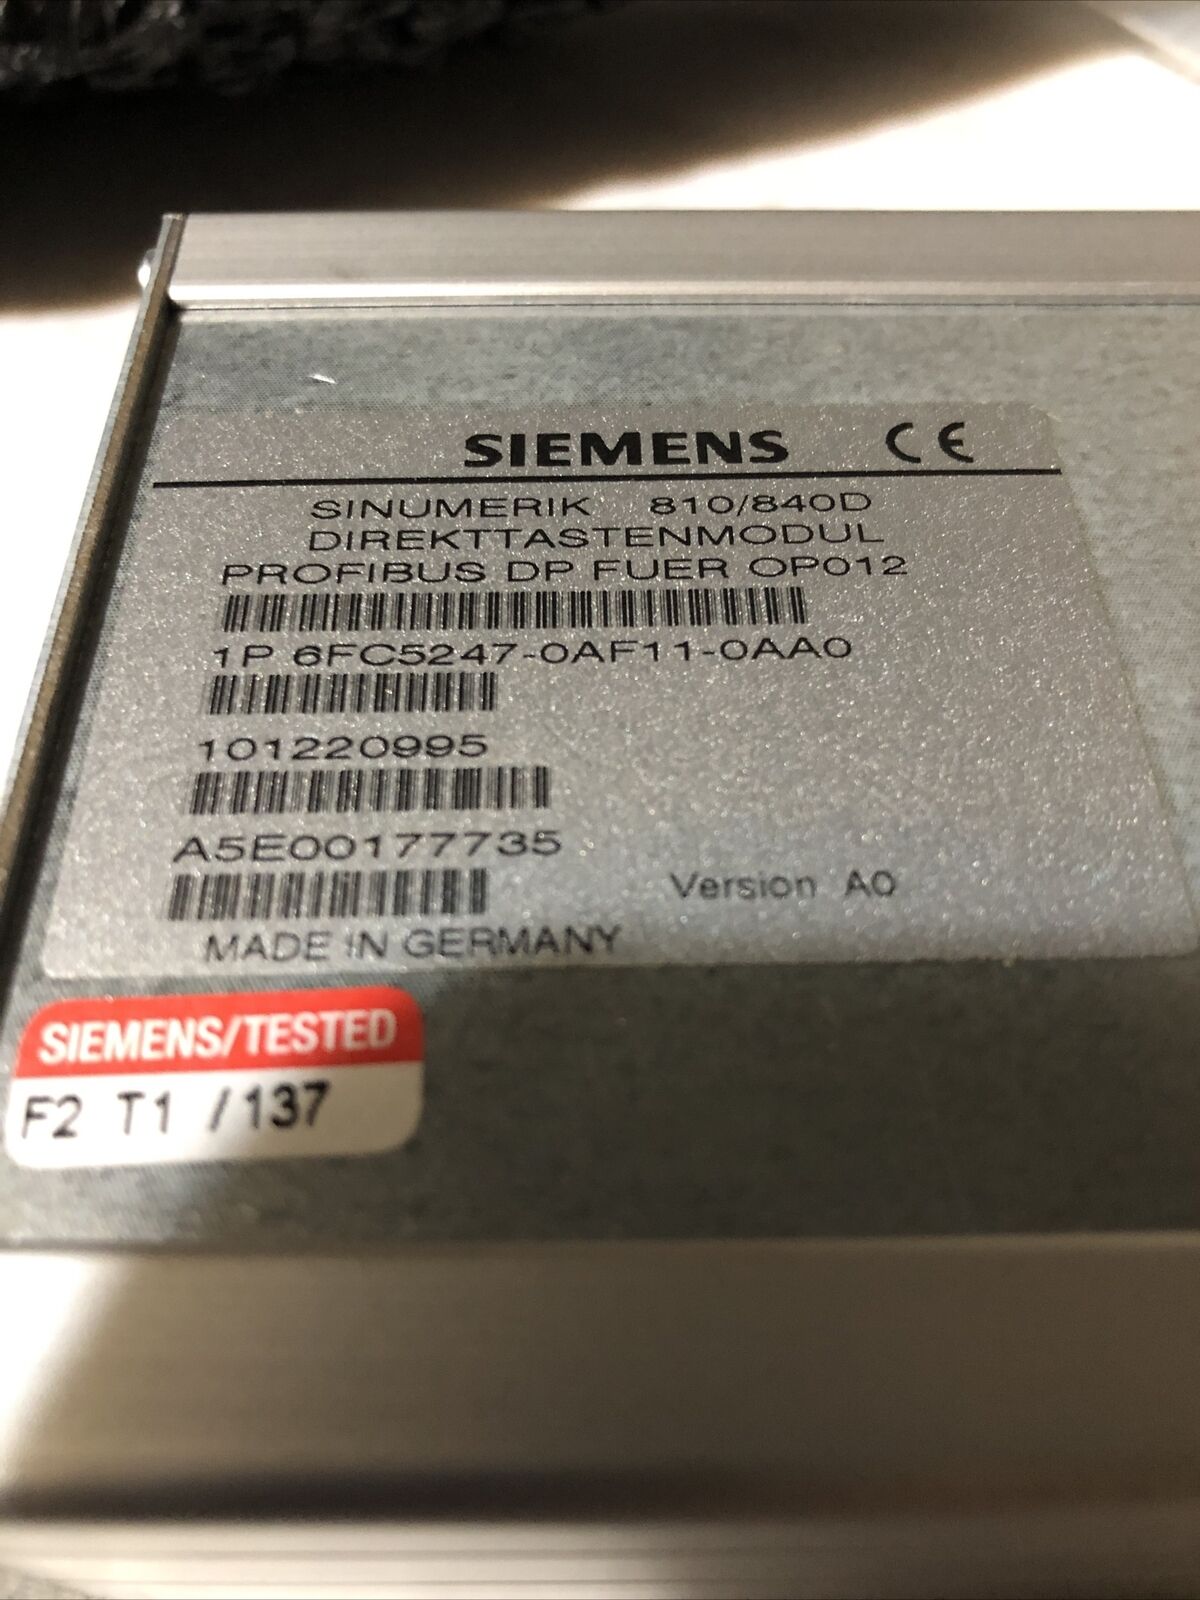 SIEMENS CE
SINUMERIK 810/840D
DIREKTTASTENMODUL
PROFIBUS DP FUER OP012
1P 6FC5247-0AF11-0AA0
101220995
A5E00177735
Version A0
MADE IN GERMANY
SIEMENS/TESTED
F2 T1 /137